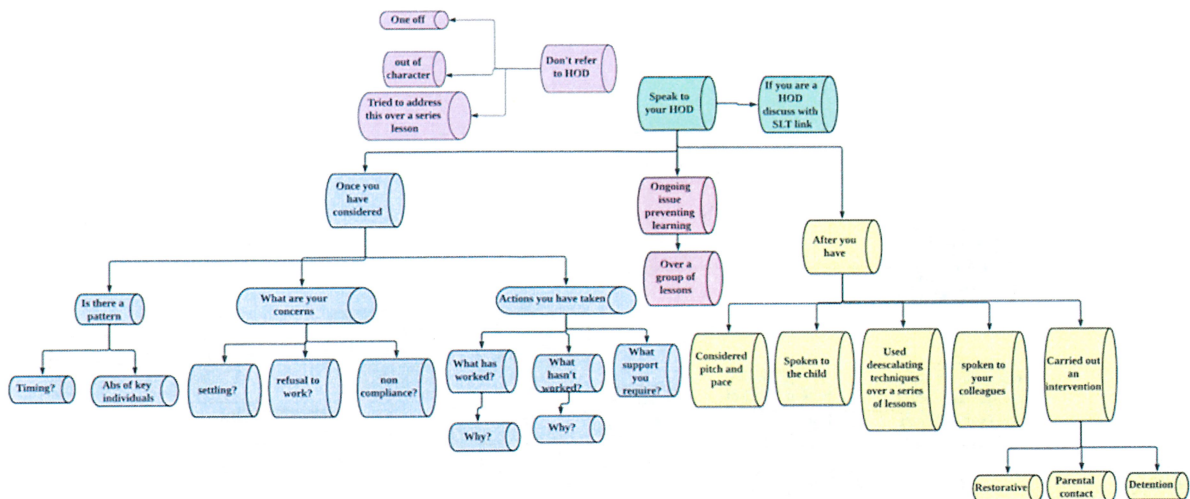 One off
out of
character
Tried to address
this over a series
lesson
Don't refer
to HOD
Speak to
your HOD
If you are a
HOD
discuss with
SLT link
Once you
have
considered
Ongoing
issue
preventing
learning
Over a
group of
lessons
After you
have
Is there a
pattern
What are your
concerns
Actions you have taken
Timing?
Abs of key
individuals
settling?
refusal to
work?
non
compliance?
What has
worked?
Why?
What
hasn't
worked?
Why?
What
support
you
require?
Considered
pitch and
pace
Spoken to
the child
Used
deescalating
techniques
over a series
of lessons
spoken to
your
colleagues
Carried out
an
intervention
Restorative
Parental
contact
Detention